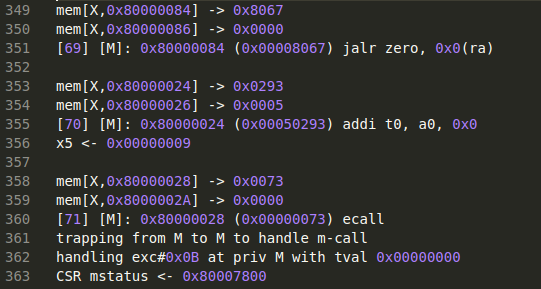 349 mem[X,0x80000084] -> 0x8067
350 mem[X,0x80000086] -> 0x0000
351 [69] [M]: 0x80000084 (0x00008067) jalr zero, 0x0(ra)
352
353 mem[X,0x80000024] -> 0x0293
354 mem[X,0x80000026] -> 0x0005
355 [70] [M]: 0x80000024 (0x00050293) addi t0, a0, 0x0
356 x5 <- 0x00000009
357
358 mem[X,0x80000028] -> 0x0073
359 mem[X,0x8000002A] -> 0x0000
360 [71] [M]: 0x80000028 (0x00000073) ecall
361 trapping from M to M to handle m-call
362 handling exc#0x0B at priv M with tval 0x00000000
363 CSR mstatus <- 0x80007800